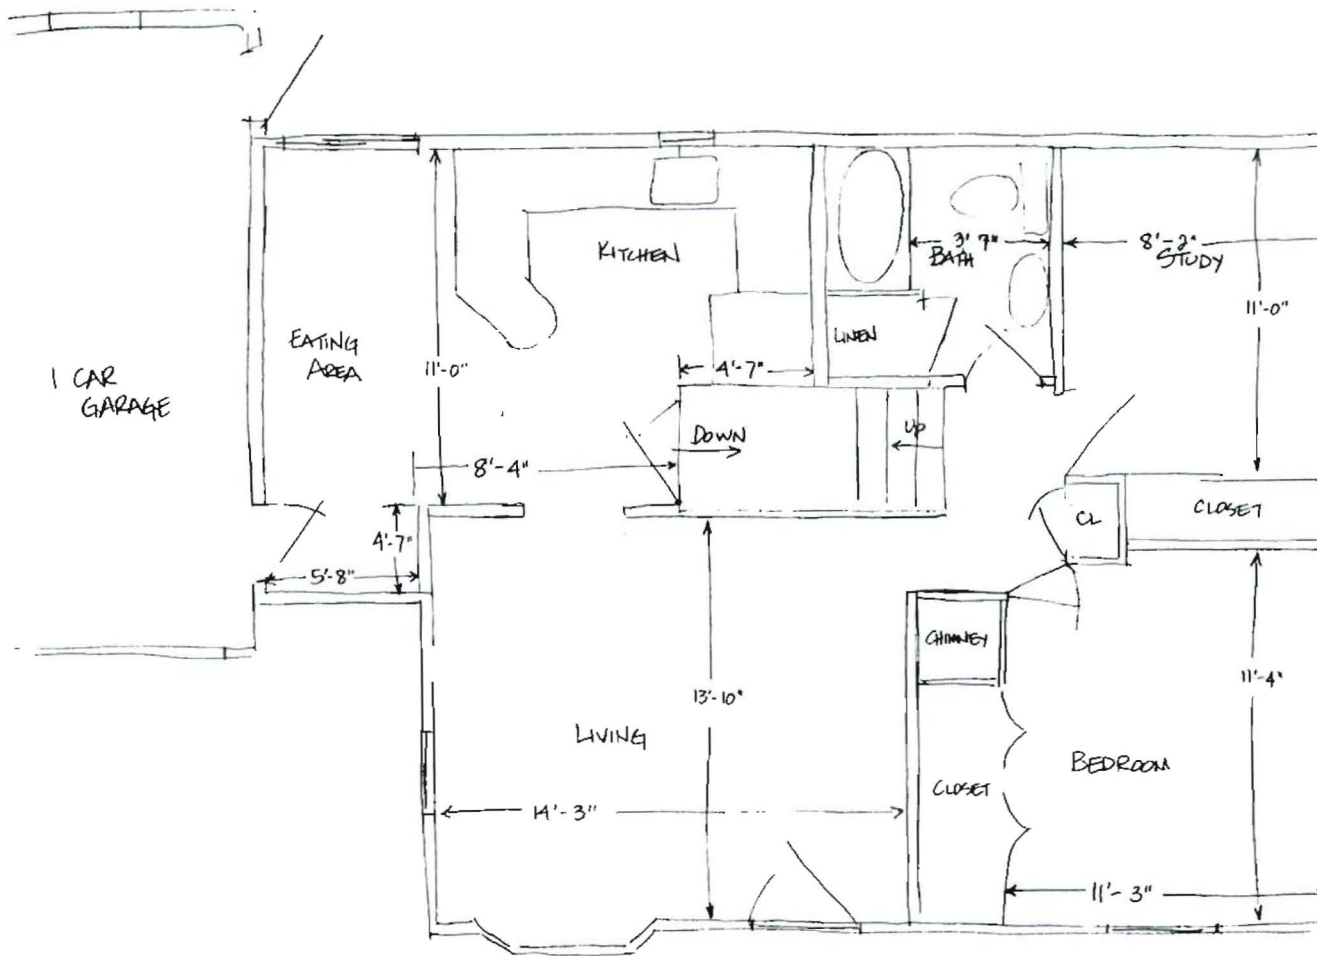 KITCHEN
3'-7"
BATH
8'-2"
STUDY
11'-0"
EATING
AREA
11'-0"
LINEN
1 CAR
GARAGE
4'-7"
DOWN
UP
8'-4"
CL
CLOSET
4'-7"
5'-8"
CHIMNEY
13'-10"
11'-4"
LIVING
BEDROOM
CLOSET
14'-3"
11'-3"